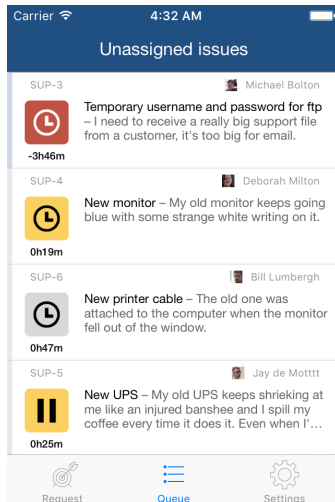 Carrier 4:32 AM
Unassigned issues
SUP-3 Michael Bolton
Temporary username and password for ftp
– I need to receive a really big support file
from a customer, it's too big for email.
-3h46m
SUP-4 Deborah Milton
New monitor – My old monitor keeps going
blue with some strange white writing on it.
0h19m
SUP-6 Bill Lumbergh
New printer cable – The old one was
attached to the computer when the monitor
fell out of the window.
0h47m
SUP-5 Jay de Motttt
New UPS – My old UPS keeps shrieking at
me like an injured banshee and I spill my
coffee every time it does it. Even when I'...
0h25m
Request Queue Settings